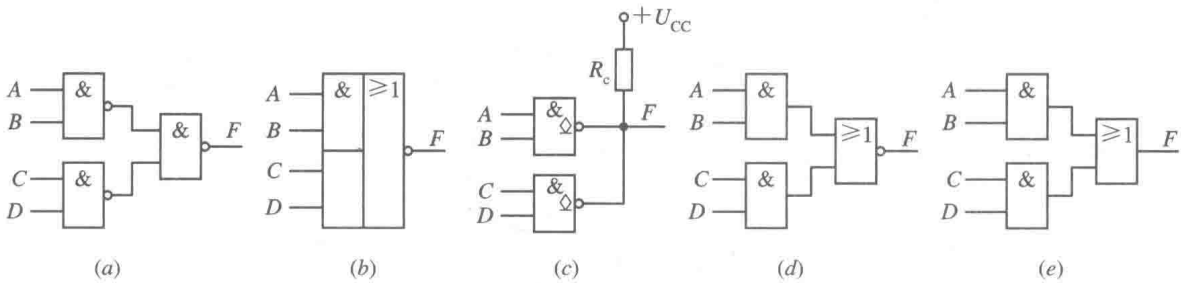 +U_CC
R_c
A & B & F C & D
(a)
A & ≥1 B F C D
(b)
A & ◇ B F C & ◇ D
(c)
A & B ≥1 F C & D
(d)
A & B ≥1 F C & D
(e)